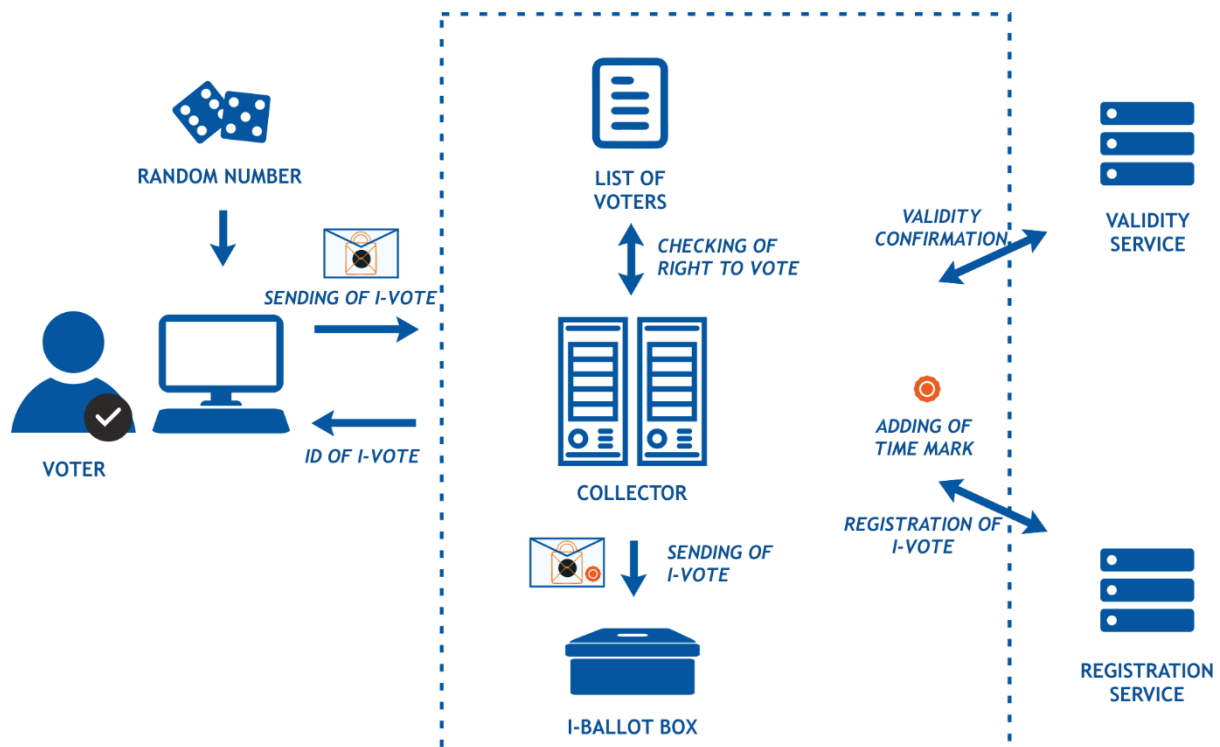 RANDOM NUMBER
SENDING OF I-VOTE
VOTER
ID OF I-VOTE
LIST OF
VOTERS
CHECKING OF
RIGHT TO VOTE
COLLECTOR
SENDING OF
I-VOTE
I-BALLOT BOX
VALIDITY
CONFIRMATION
VALIDITY
SERVICE
ADDING OF
TIME MARK
REGISTRATION OF
I-VOTE
REGISTRATION
SERVICE